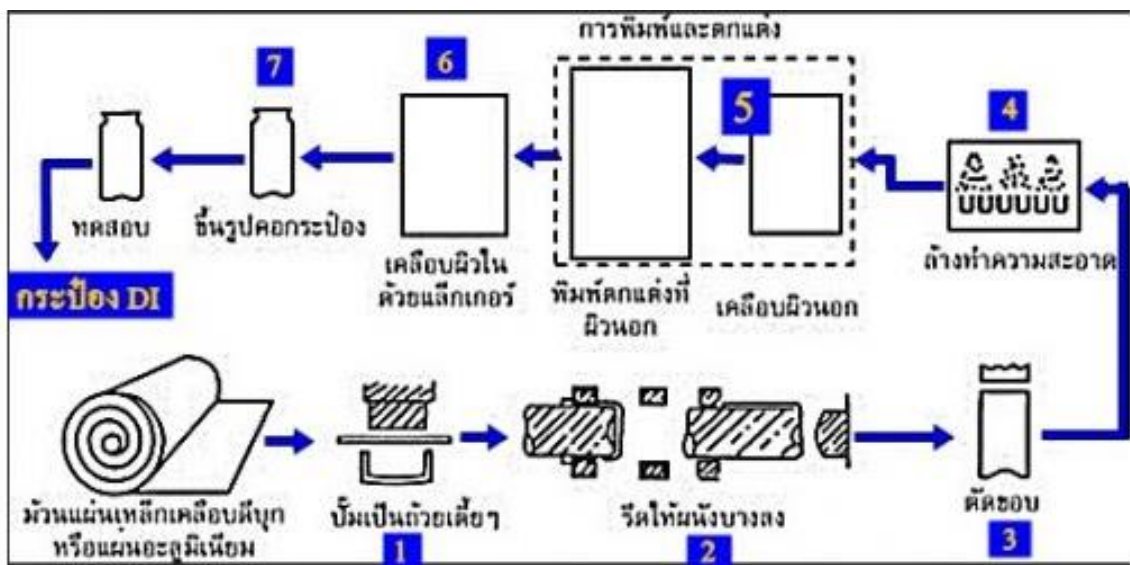 การพิมพ์และตกแต่ง
7
6
5
4
ทดสอบ
ขึ้นรูปคอกระป๋อง
เคลือบผิวใน
ด้วยแล็กเกอร์
พิมพ์ตกแต่งที่
ผิวนอก
เคลือบผิวนอก
ล้างทำความสะอาด
กระป๋อง DI
ม้วนแผ่นเหล็กเคลือบดีบุก
หรือแผ่นอะลูมิเนียม
ปั๊มเป็นถ้วยเตี้ยๆ
1
รีดให้ผนังบางลง
2
ตัดขอบ
3